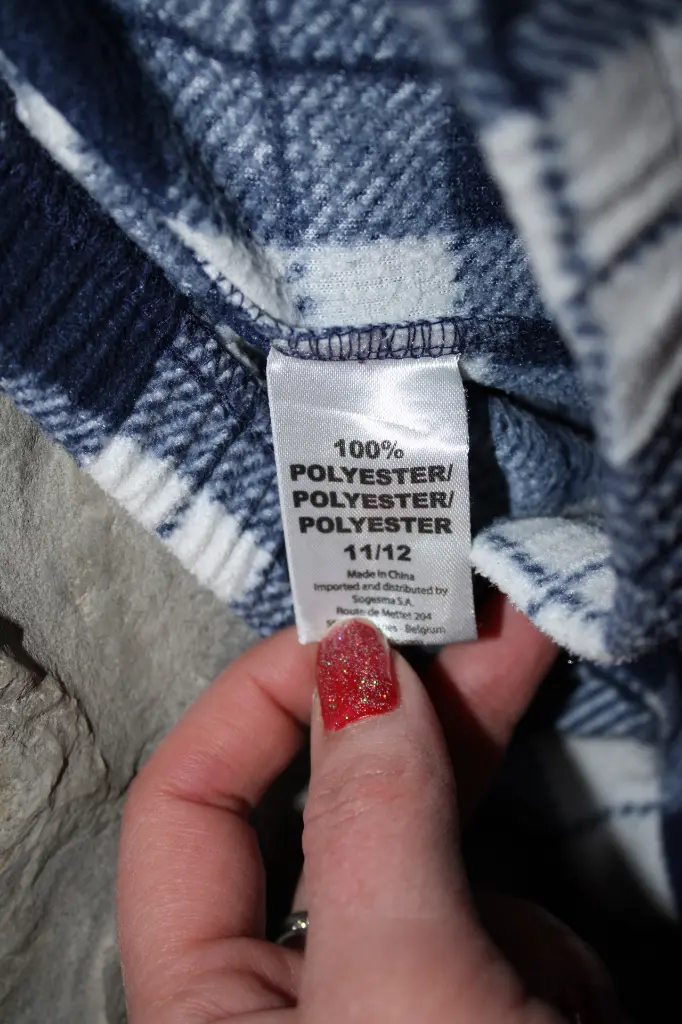 100%
POLYESTER/
POLYESTER/
POLYESTER
11/12
Made In China
Imported and distributed by
Sogesma S.A.
Route de Mettet 204
- Belgium